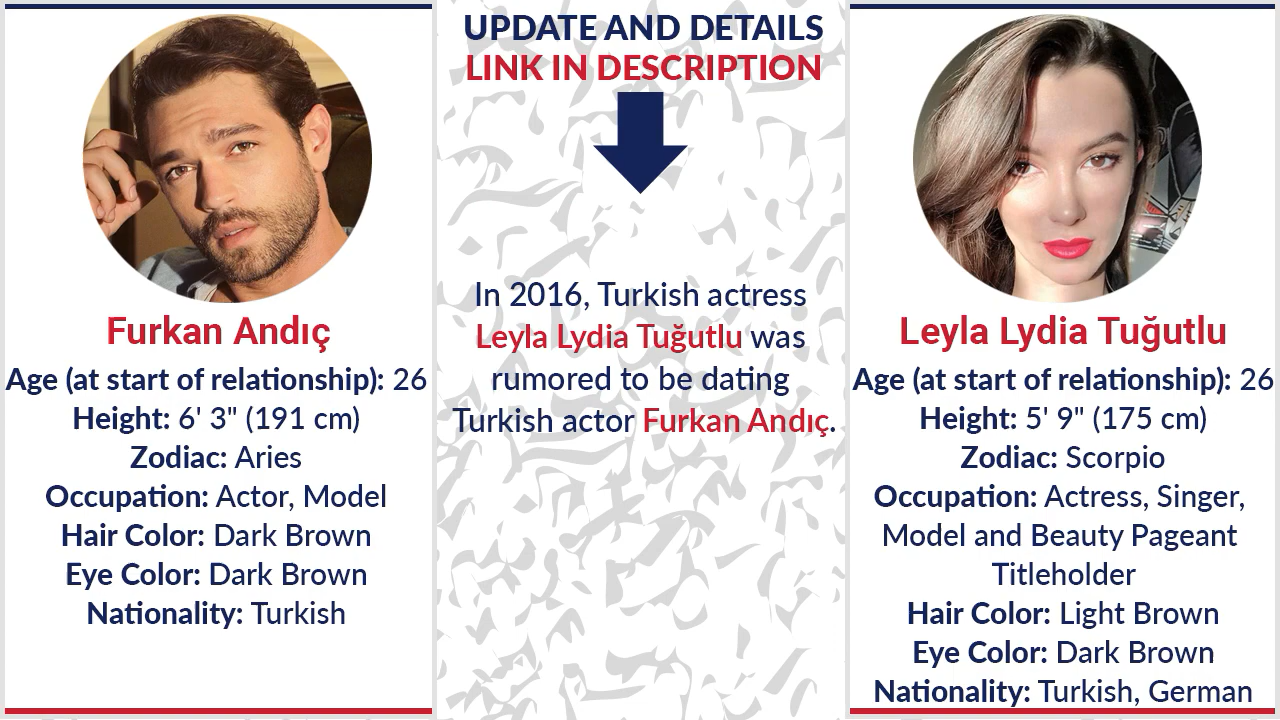 Furkan Andıç
Age (at start of relationship): 26
Height: 6' 3" (191 cm)
Zodiac: Aries
Occupation: Actor, Model
Hair Color: Dark Brown
Eye Color: Dark Brown
Nationality: Turkish
UPDATE AND DETAILS
LINK IN DESCRIPTION
In 2016, Turkish actress
Leyla Lydia Tuğutlu was
rumored to be dating
Turkish actor Furkan Andıç.
Leyla Lydia Tuğutlu
Age (at start of relationship): 26
Height: 5' 9" (175 cm)
Zodiac: Scorpio
Occupation: Actress, Singer,
Model and Beauty Pageant
Titleholder
Hair Color: Light Brown
Eye Color: Dark Brown
Nationality: Turkish, German